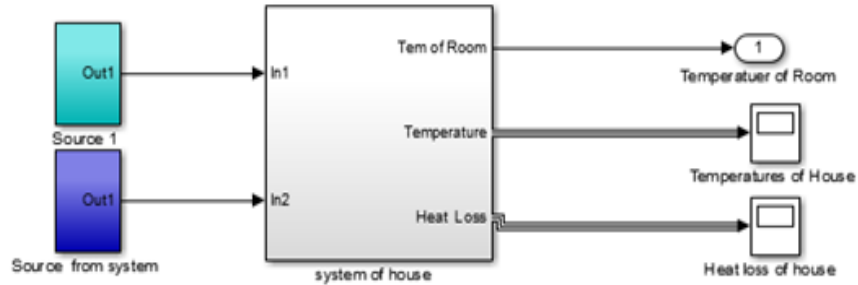 Out1
Source 1
Out1
Source from system
In1
In2
Tem of Room
Temperature
Heat Loss
system of house
1
Temperatuer of Room
Temperatures of House
Heat loss of house